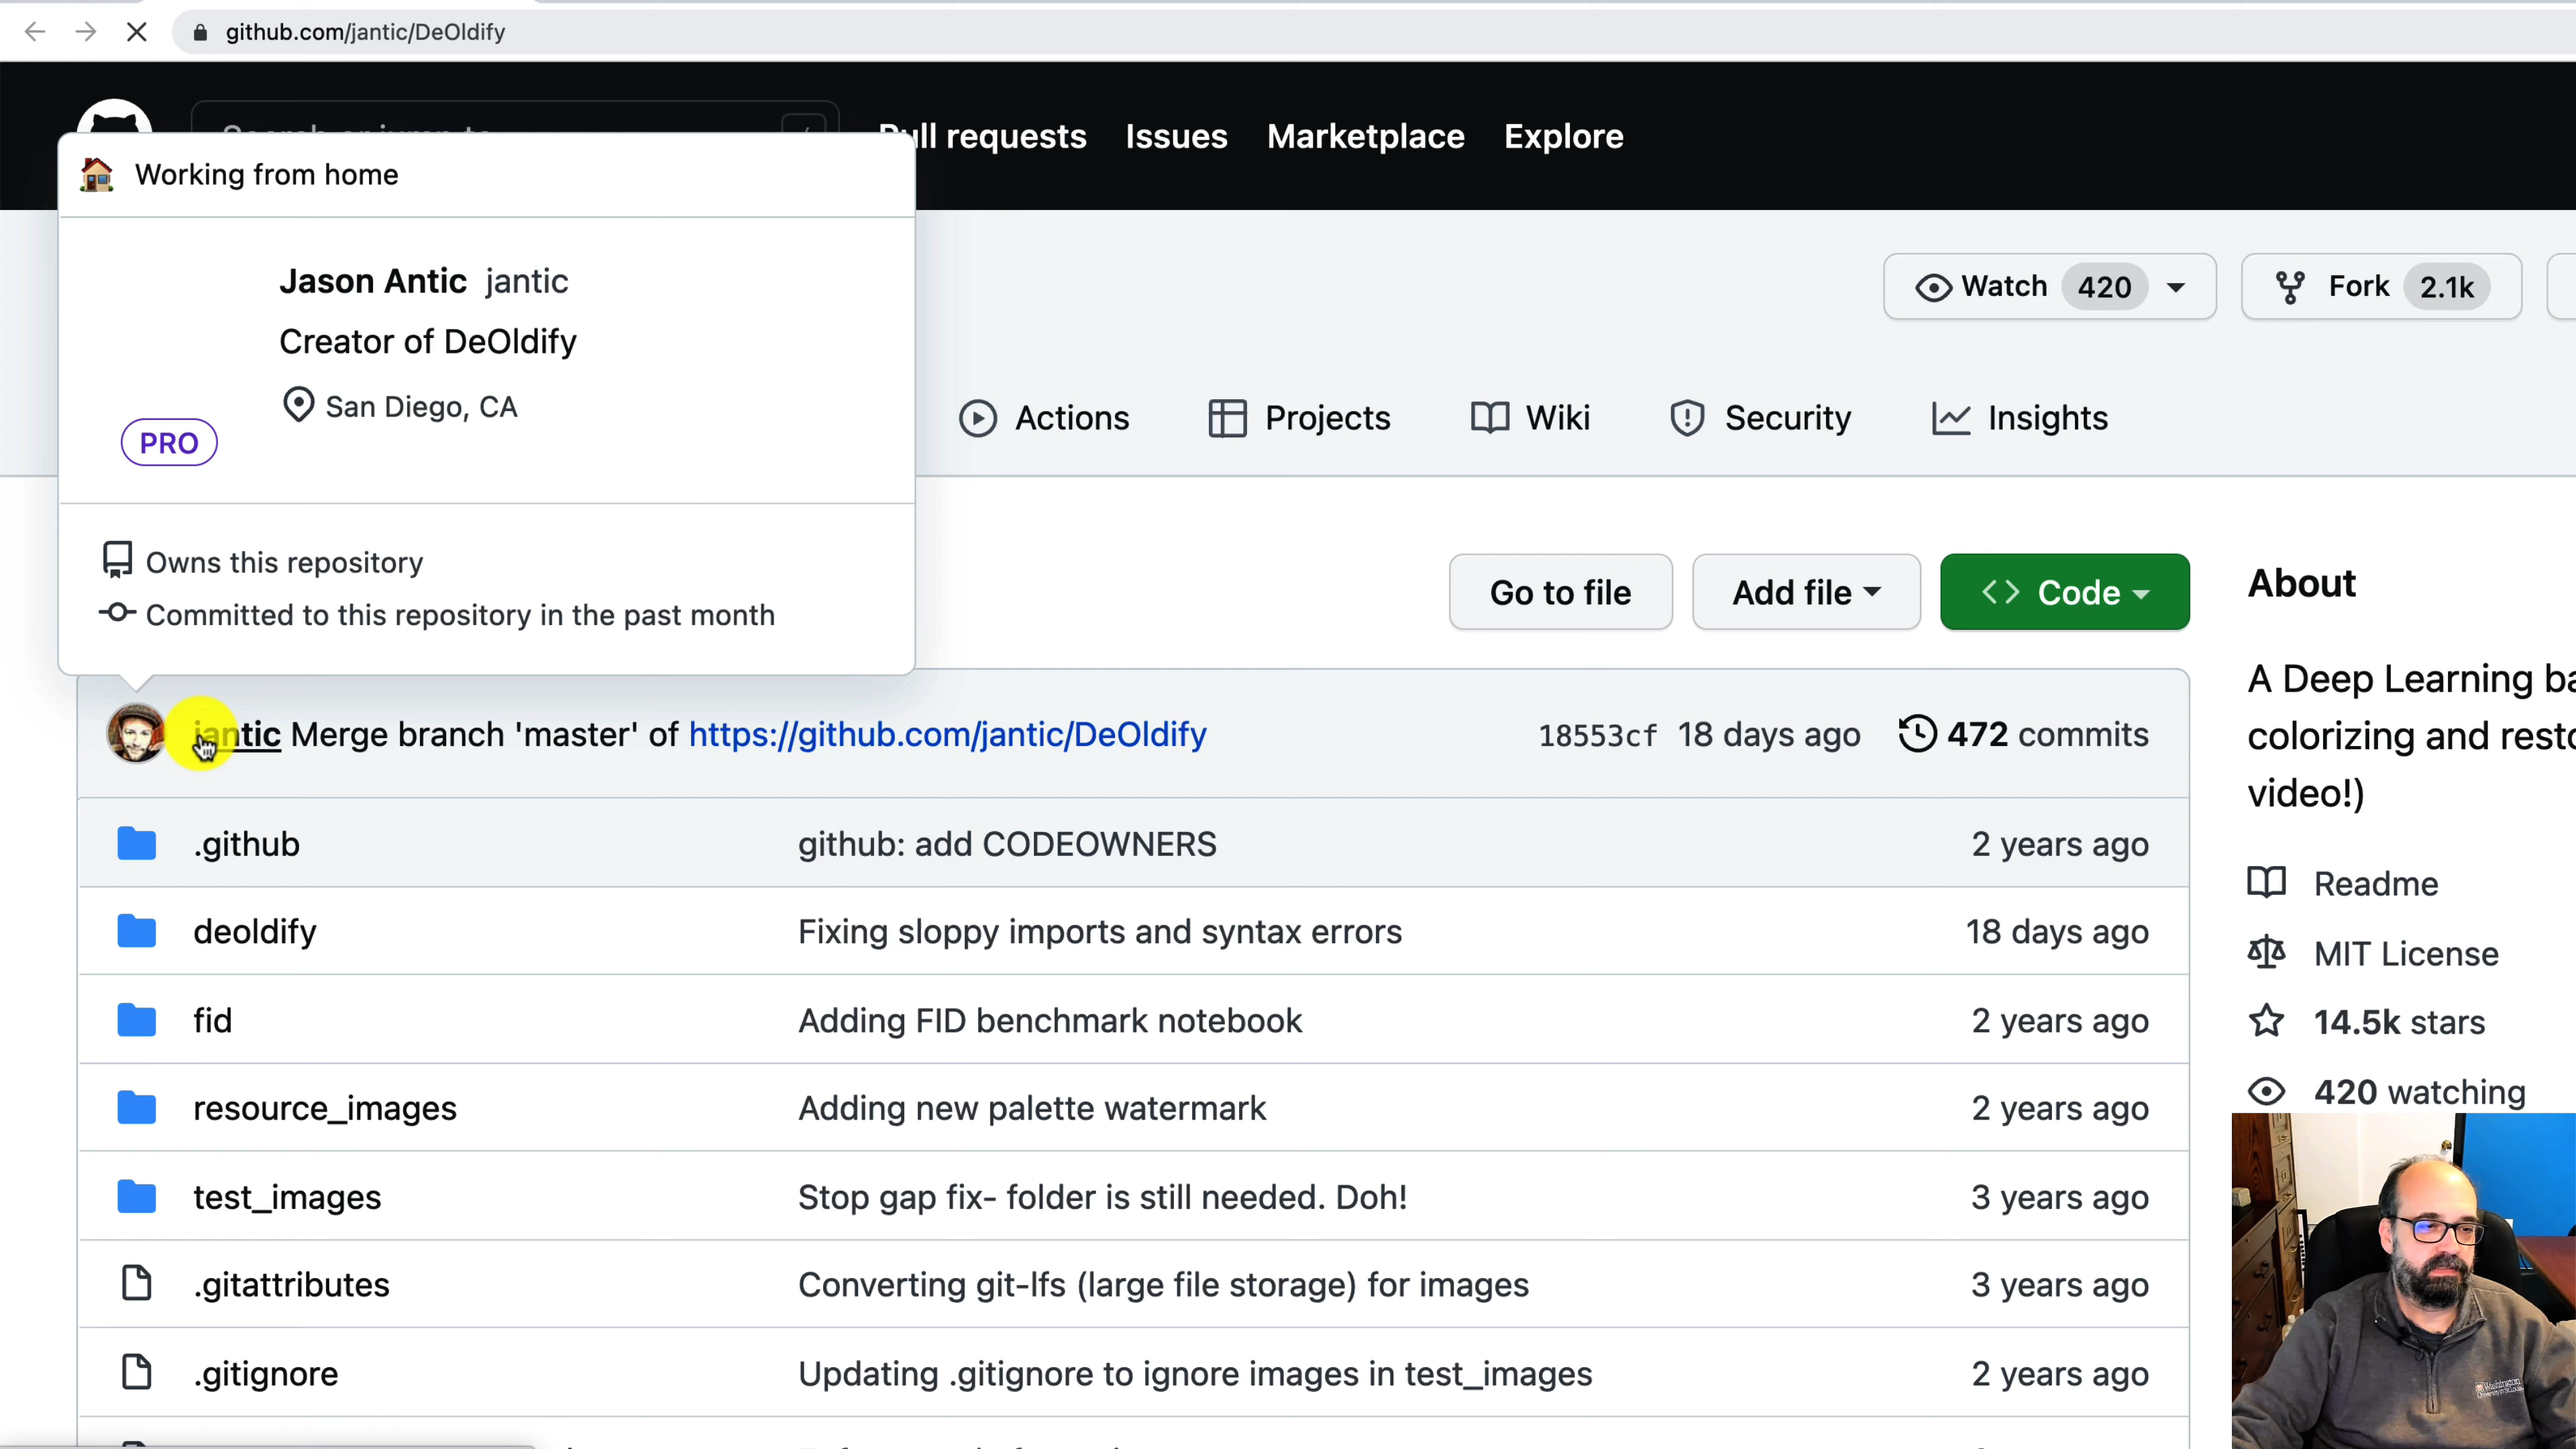 github.com/jantic/DeOldify
Pull requests Issues Marketplace Explore
Working from home
Jason Antic jantic
Creator of DeOldify
San Diego, CA
PRO
Owns this repository
Committed to this repository in the past month
Watch 420 Fork 2.1k
Actions Projects Wiki Security Insights
Go to file Add file Code
jantic Merge branch 'master' of https://github.com/jantic/DeOldify 18553cf 18 days ago 472 commits
.github github: add CODEOWNERS 2 years ago
deoldify Fixing sloppy imports and syntax errors 18 days ago
fid Adding FID benchmark notebook 2 years ago
resource_images Adding new palette watermark 2 years ago
test_images Stop gap fix- folder is still needed. Doh! 3 years ago
.gitattributes Converting git-lfs (large file storage) for images 3 years ago
.gitignore Updating .gitignore to ignore images in test_images 2 years ago
About
A Deep Learning ba
colorizing and resto
video!)
Readme
MIT License
14.5k stars
420 watching
Washington
University in St. Louis